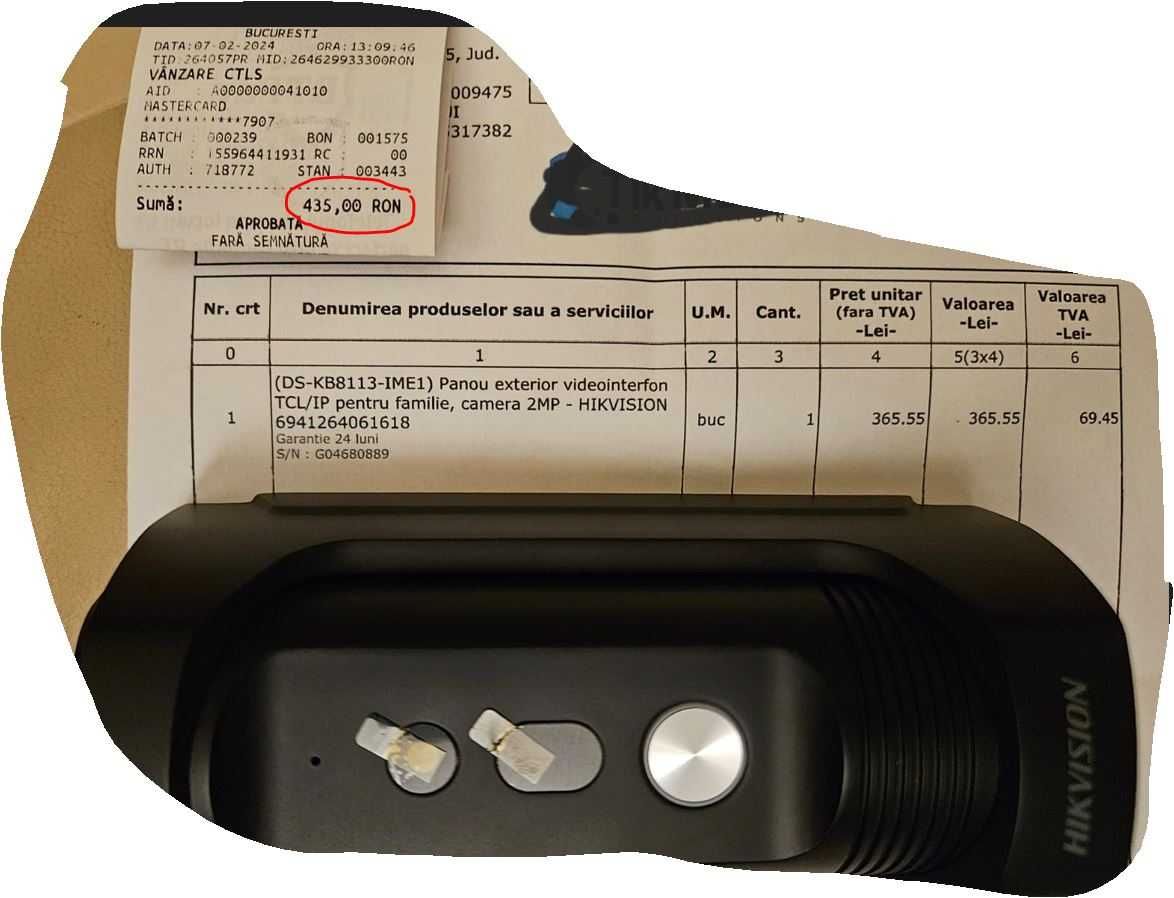 BUCURESTI
DATA:07-02-2024 ORA:13:09:46
TID:264057PR MID:264629933300RON
VÂNZARE CTLS
AID : A0000000041010
MASTERCARD
************7907
BATCH : 000239 BON : 001575
RRN : 155964411931 RC : 00
AUTH : 718772 STAN : 003443
Sumă: 435,00 RON
APROBATĂ
FARĂ SEMNĂTURĂ
5, Jud.
009475
317382
Nr. crt Denumirea produselor sau a serviciilor U.M. Cant. Pret unitar (fara TVA) -Lei- Valoarea -Lei- Valoarea TVA -Lei-
0 1 2 3 4 5(3x4) 6
1 (DS-KB8113-IME1) Panou exterior videointerfon buc 1 365.55 365.55 69.45
TCL/IP pentru familie, camera 2MP - HIKVISION
6941264061618
Garantie 24 luni
S/N : G04680889
HIKVISION